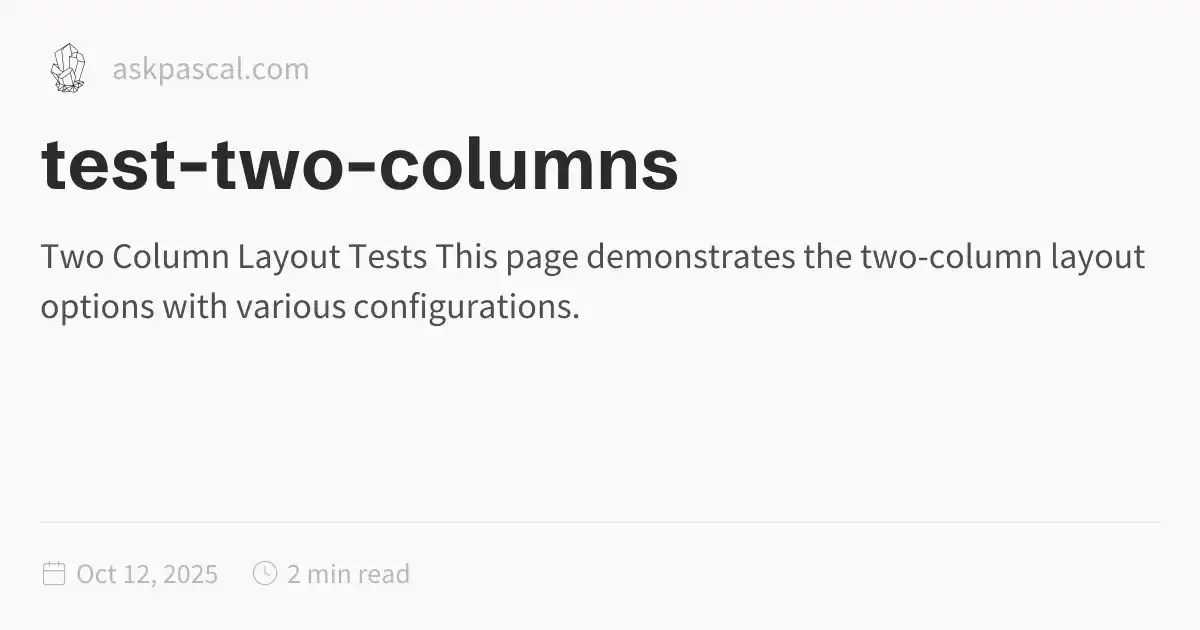 askpascal.com
test-two-columns
Two Column Layout Tests This page demonstrates the two-column layout
options with various configurations.
Oct 12, 2025
2 min read